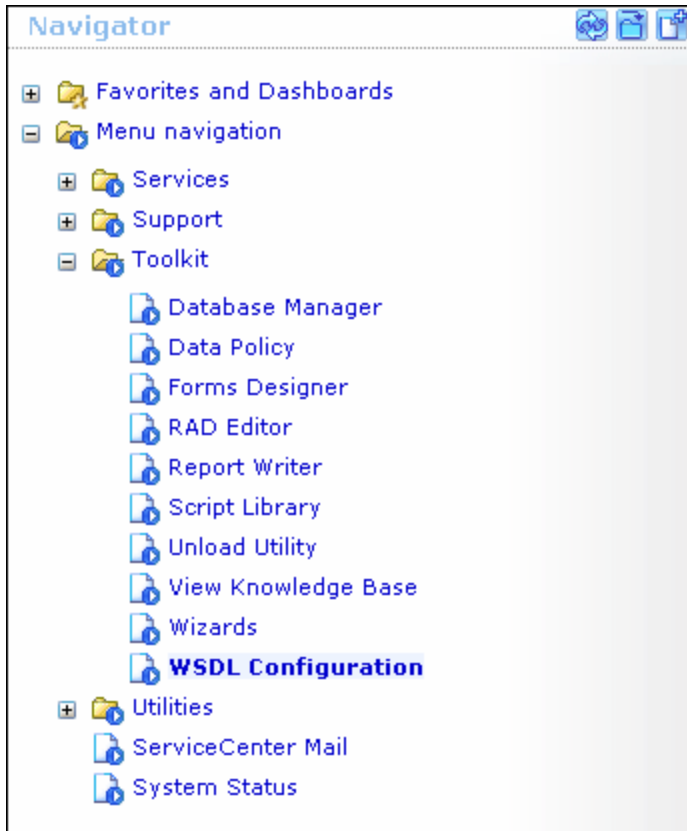 Navigator
Favorites and Dashboards
Menu navigation
Services
Support
Toolkit
Database Manager
Data Policy
Forms Designer
RAD Editor
Report Writer
Script Library
Unload Utility
View Knowledge Base
Wizards
WSDL Configuration
Utilities
ServiceCenter Mail
System Status